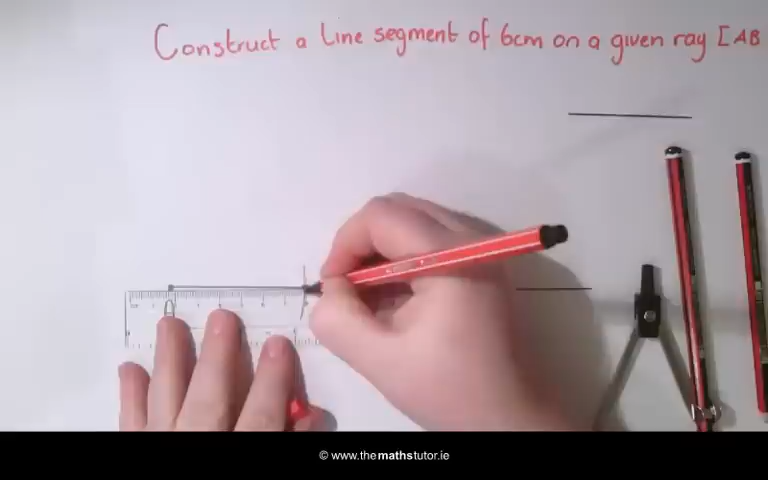 Construct a line segment of 6cm on a given ray [AB
© www.themathstutor.ie